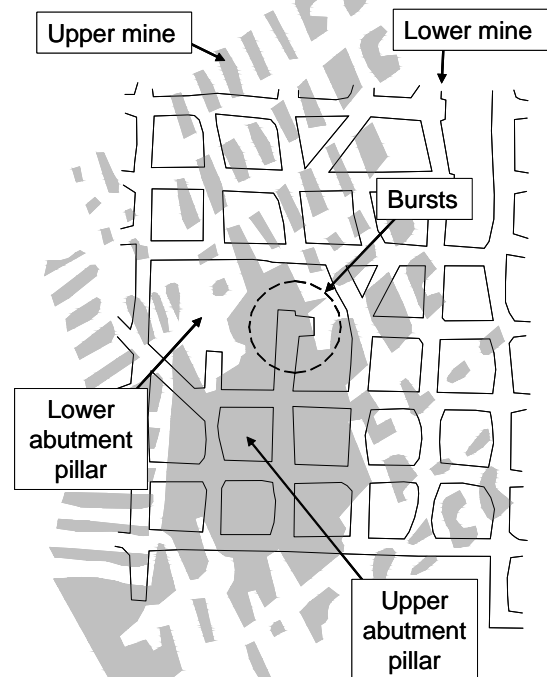 Upper mine
Lower mine
Bursts
Lower
abutment
pillar
Upper
abutment
pillar